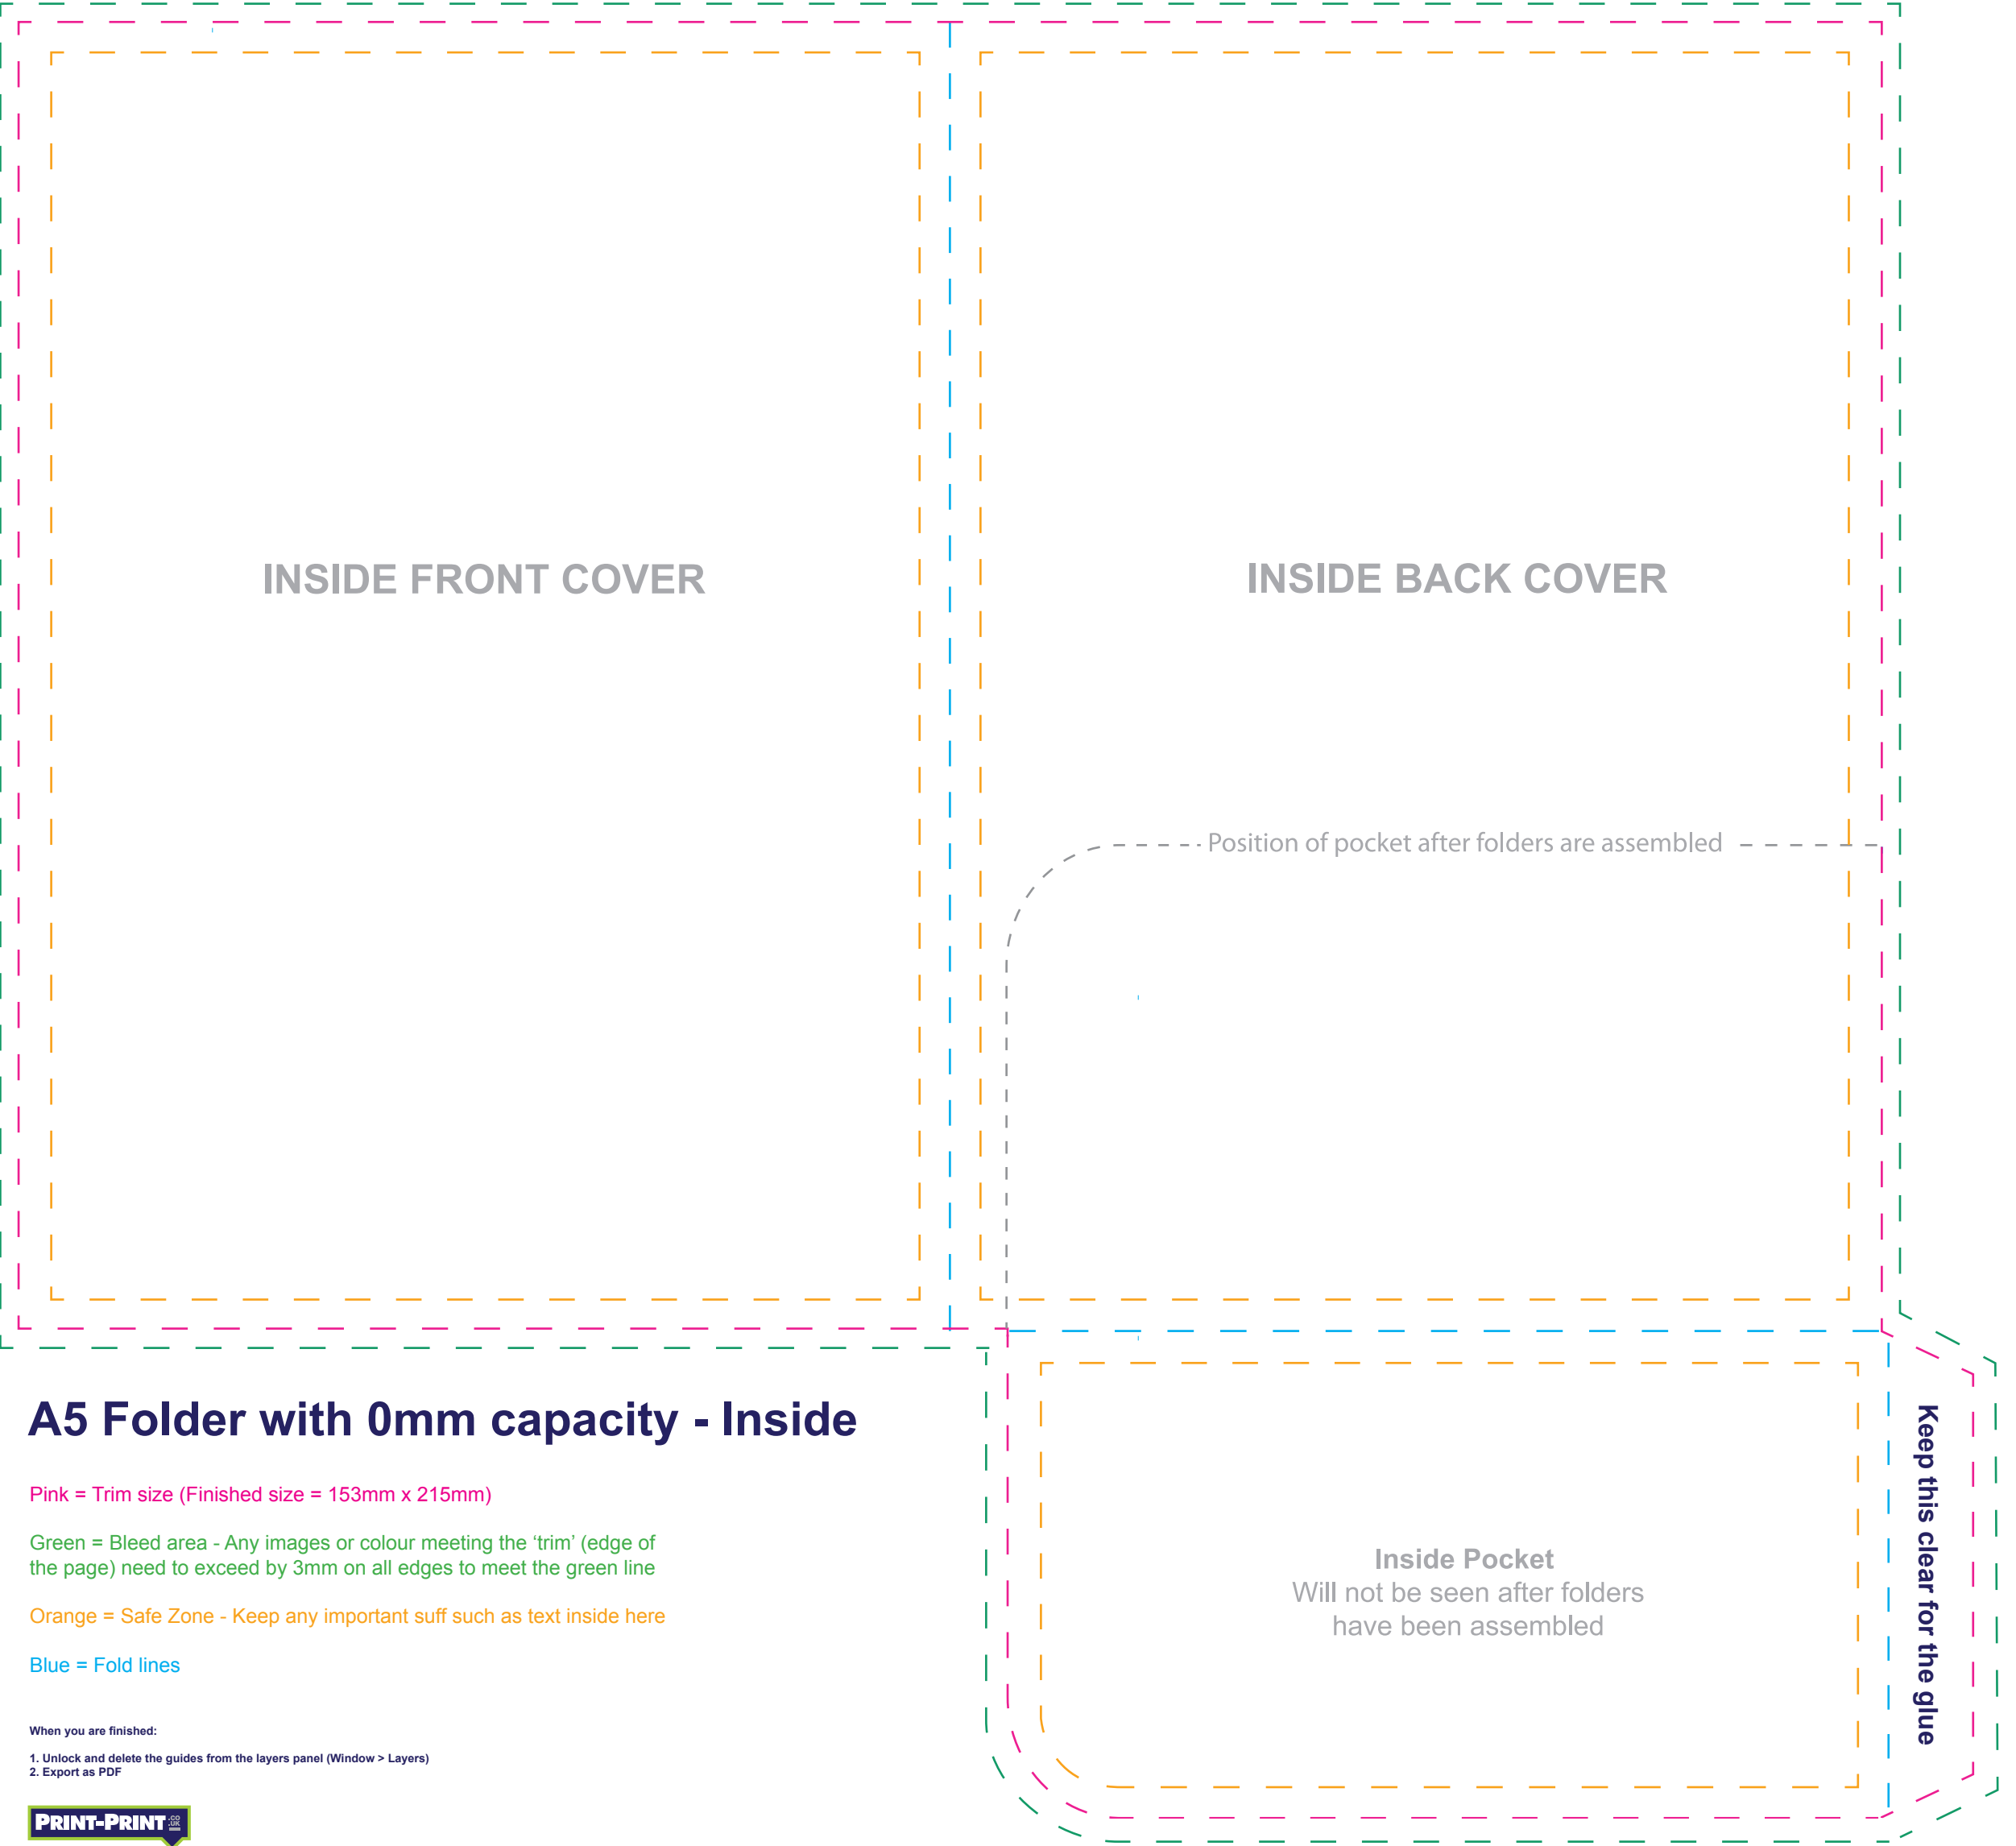 INSIDE FRONT COVER
INSIDE BACK COVER
Position of pocket after folders are assembled
A5 Folder with 0mm capacity - Inside
Pink = Trim size (Finished size = 153mm x 215mm)
Green = Bleed area - Any images or colour meeting the ‘trim’ (edge of
the page) need to exceed by 3mm on all edges to meet the green line
Orange = Safe Zone - Keep any important suff such as text inside here
Blue = Fold lines
When you are finished:
1. Unlock and delete the guides from the layers panel (Window > Layers)
2. Export as PDF
PRINT-PRINT .CO .UK
Inside Pocket
Will not be seen after folders
have been assembled
Keep this clear for the glue